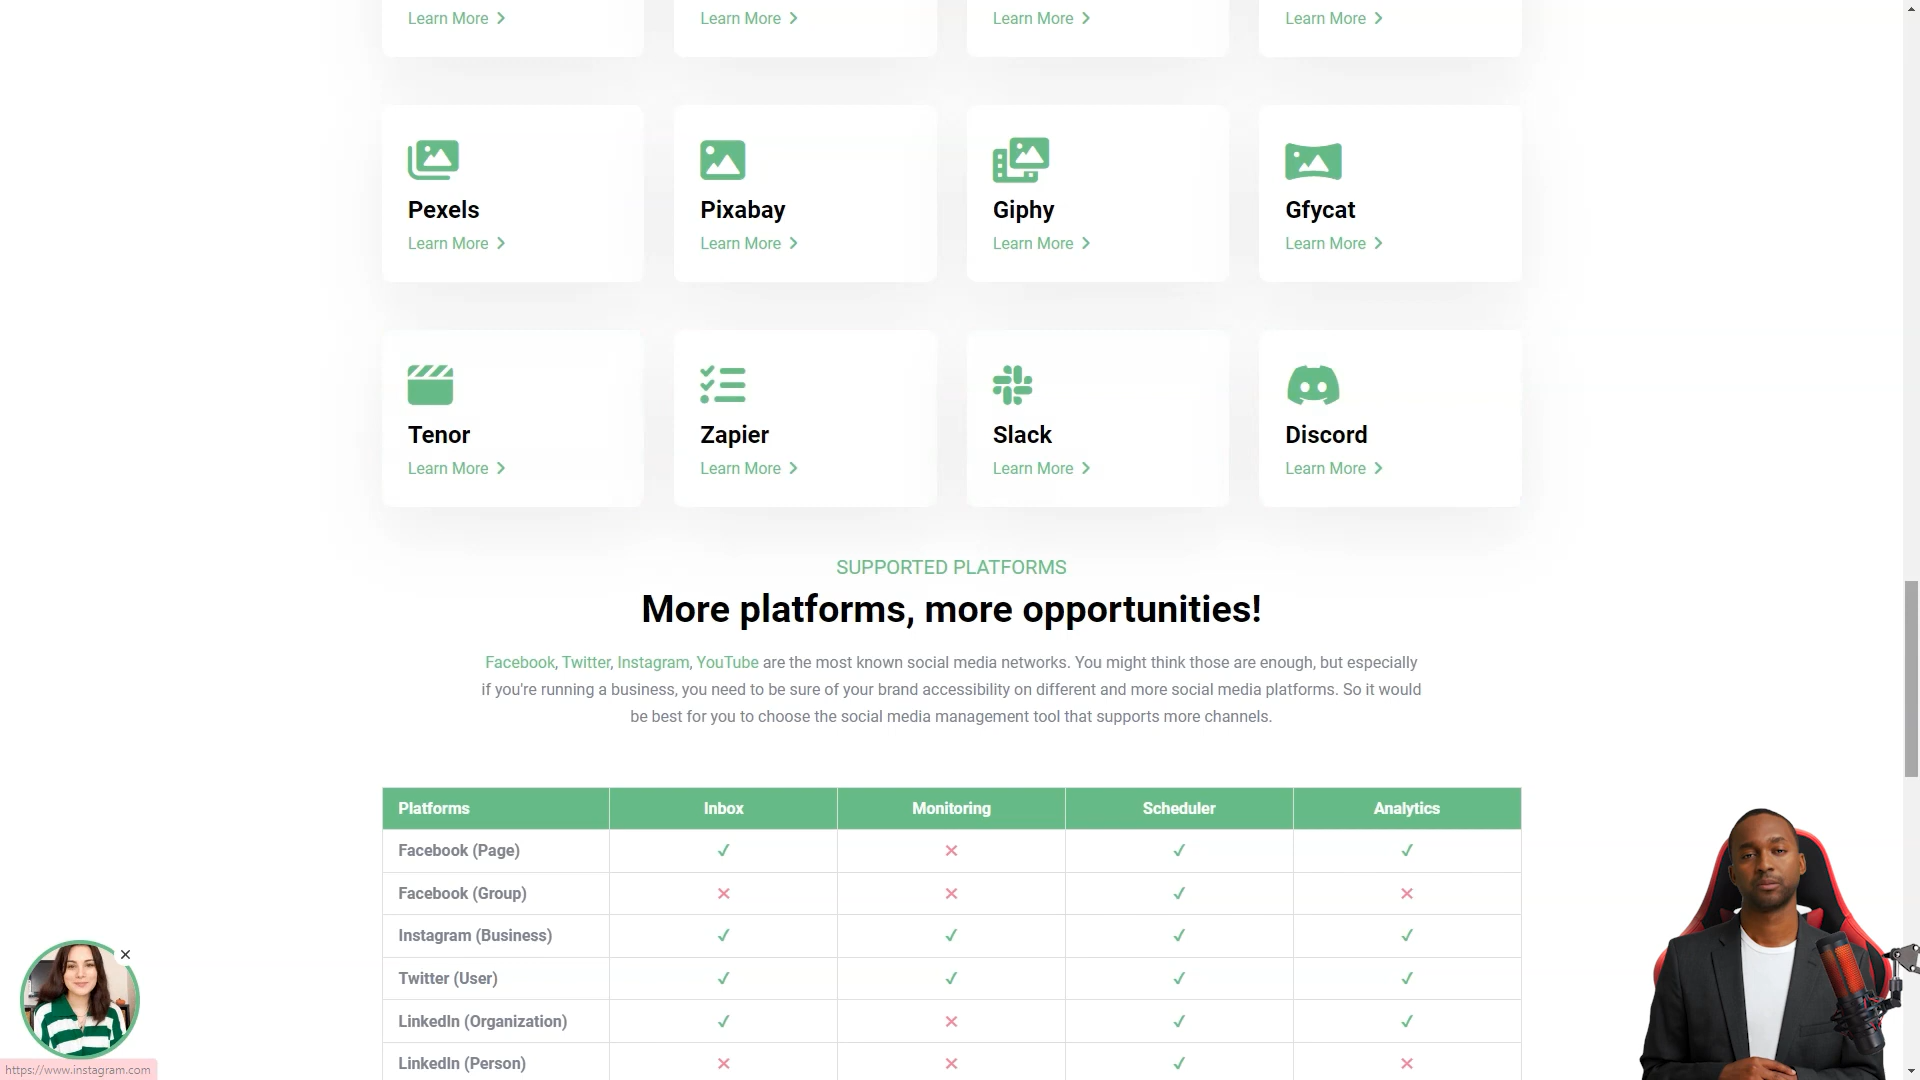 Learn More
Learn More
Learn More
Learn More
Pexels
Learn More
Pixabay
Learn More
Giphy
Learn More
Gfycat
Learn More
Tenor
Learn More
Zapier
Learn More
Slack
Learn More
Discord
Learn More
SUPPORTED PLATFORMS
More platforms, more opportunities!
Facebook, Twitter, Instagram, YouTube are the most known social media networks. You might think those are enough, but especially
if you're running a business, you need to be sure of your brand accessibility on different and more social media platforms. So it would
be best for you to choose the social media management tool that supports more channels.
Platforms Inbox Monitoring Scheduler Analytics
Facebook (Page) ✓ ✕ ✓ ✓
Facebook (Group) ✕ ✕ ✓ ✕
Instagram (Business) ✓ ✓ ✓ ✓
Twitter (User) ✓ ✓ ✓ ✓
LinkedIn (Organization) ✓ ✕ ✓ ✓
LinkedIn (Person) ✕ ✕ ✓ ✕
https://www.instagram.com